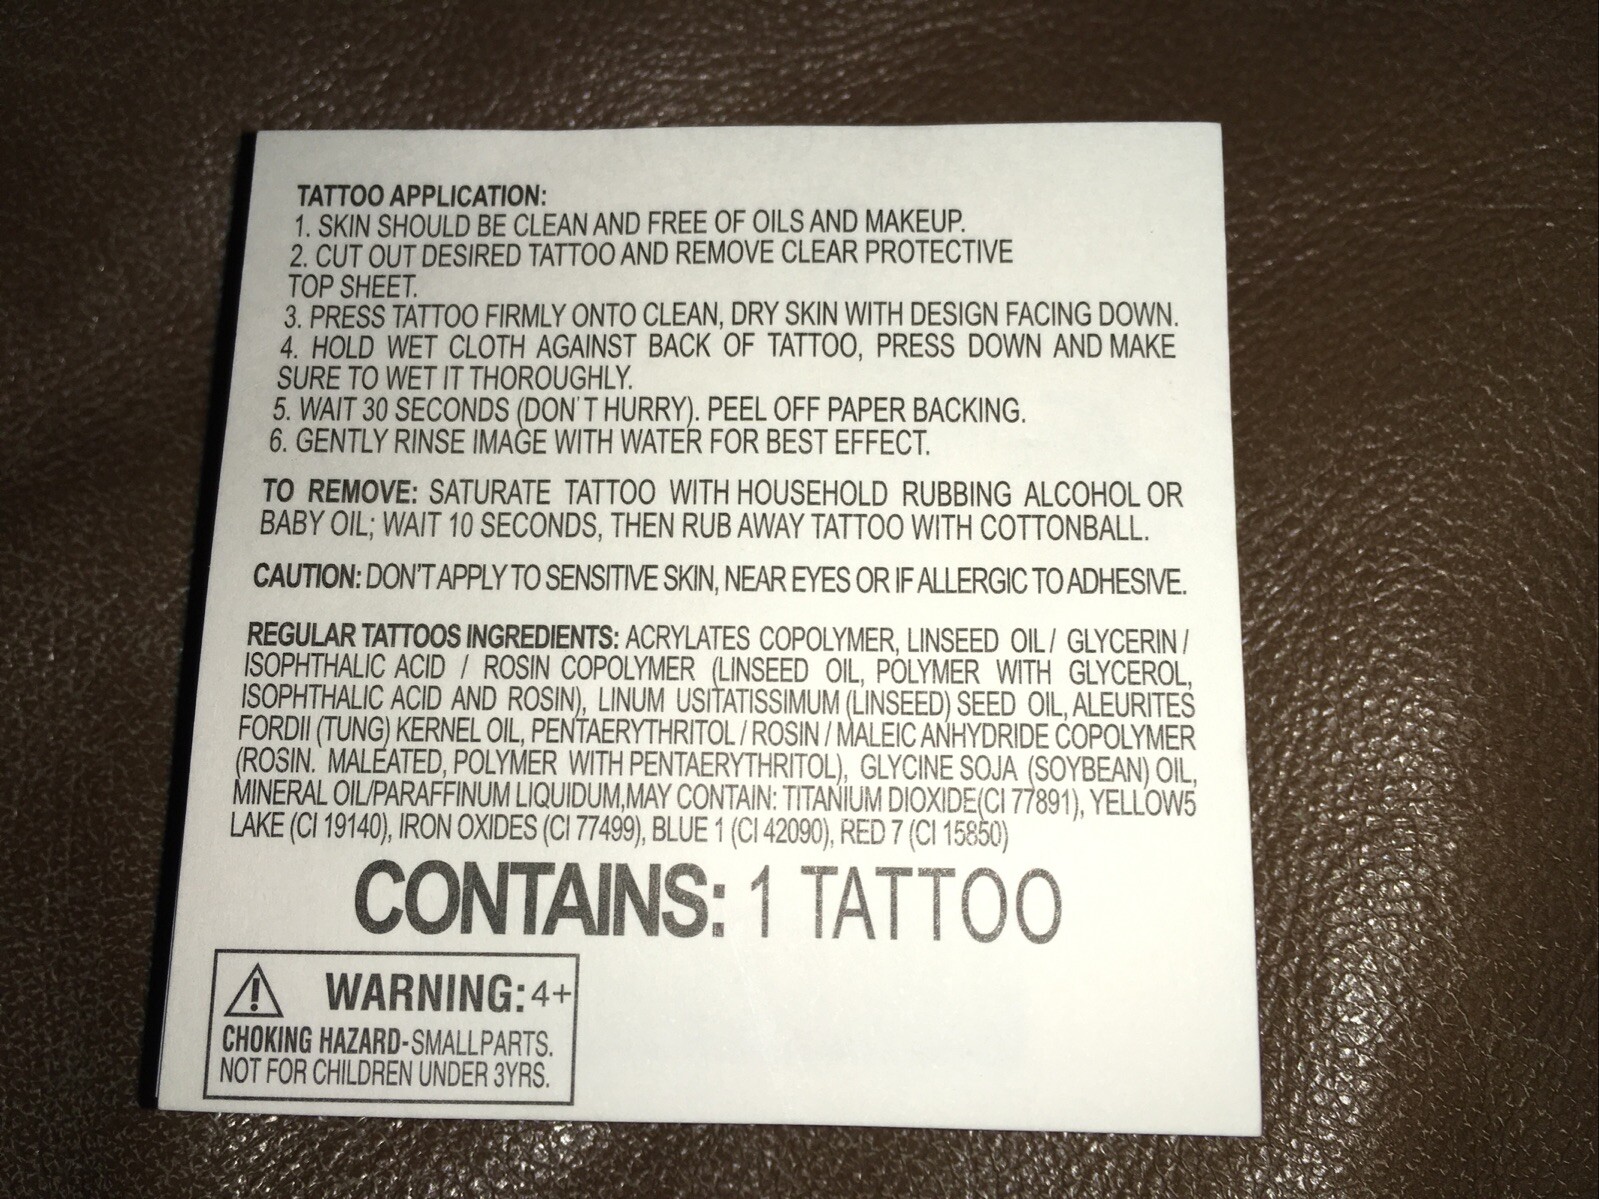 TATTOO APPLICATION:
1. SKIN SHOULD BE CLEAN AND FREE OF OILS AND MAKEUP.
2. CUT OUT DESIRED TATTOO AND REMOVE CLEAR PROTECTIVE
TOP SHEET.
3. PRESS TATTOO FIRMLY ONTO CLEAN, DRY SKIN WITH DESIGN FACING DOWN.
4. HOLD WET CLOTH AGAINST BACK OF TATTOO, PRESS DOWN AND MAKE
SURE TO WET IT THOROUGHLY.
5. WAIT 30 SECONDS (DON'T HURRY). PEEL OFF PAPER BACKING.
6. GENTLY RINSE IMAGE WITH WATER FOR BEST EFFECT.
TO REMOVE: SATURATE TATTOO WITH HOUSEHOLD RUBBING ALCOHOL OR
BABY OIL; WAIT 10 SECONDS, THEN RUB AWAY TATTOO WITH COTTONBALL.
CAUTION: DON'T APPLY TO SENSITIVE SKIN, NEAR EYES OR IF ALLERGIC TO ADHESIVE.
REGULAR TATTOOS INGREDIENTS: ACRYLATES COPOLYMER, LINSEED OIL / GLYCERIN /
ISOPHTHALIC ACID / ROSIN COPOLYMER (LINSEED OIL, POLYMER WITH GLYCEROL,
ISOPHTHALIC ACID AND ROSIN), LINUM USITATISSIMUM (LINSEED) SEED OIL, ALEURITES
FORDII (TUNG) KERNEL OIL, PENTAERYTHRITOL / ROSIN / MALEIC ANHYDRIDE COPOLYMER
(ROSIN. MALEATED, POLYMER WITH PENTAERYTHRITOL), GLYCINE SOJA (SOYBEAN) OIL,
MINERAL OIL/PARAFFINUM LIQUIDUM,MAY CONTAIN: TITANIUM DIOXIDE(CI 77891), YELLOW5
LAKE (CI 19140), IRON OXIDES (CI 77499), BLUE 1 (CI 42090), RED 7 (CI 15850)
CONTAINS: 1 TATTOO
WARNING: 4+
CHOKING HAZARD-SMALL PARTS.
NOT FOR CHILDREN UNDER 3YRS.